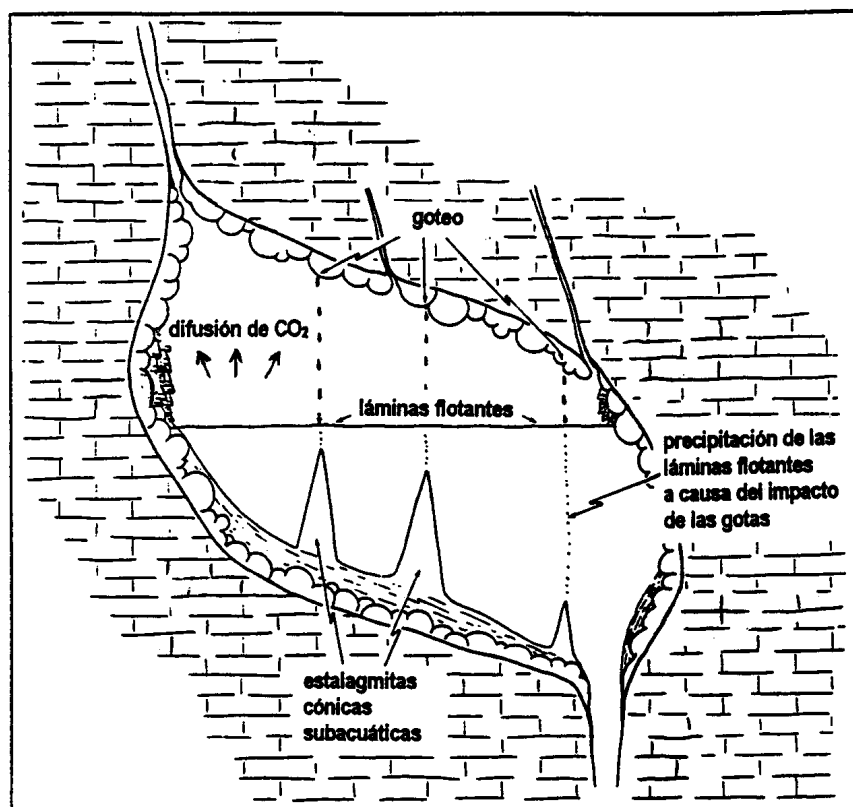 goteo
difusión de CO₂
láminas flotantes
precipitación de las
láminas flotantes
a causa del impacto
de las gotas
estalagmitas
cónicas
subacuáticas